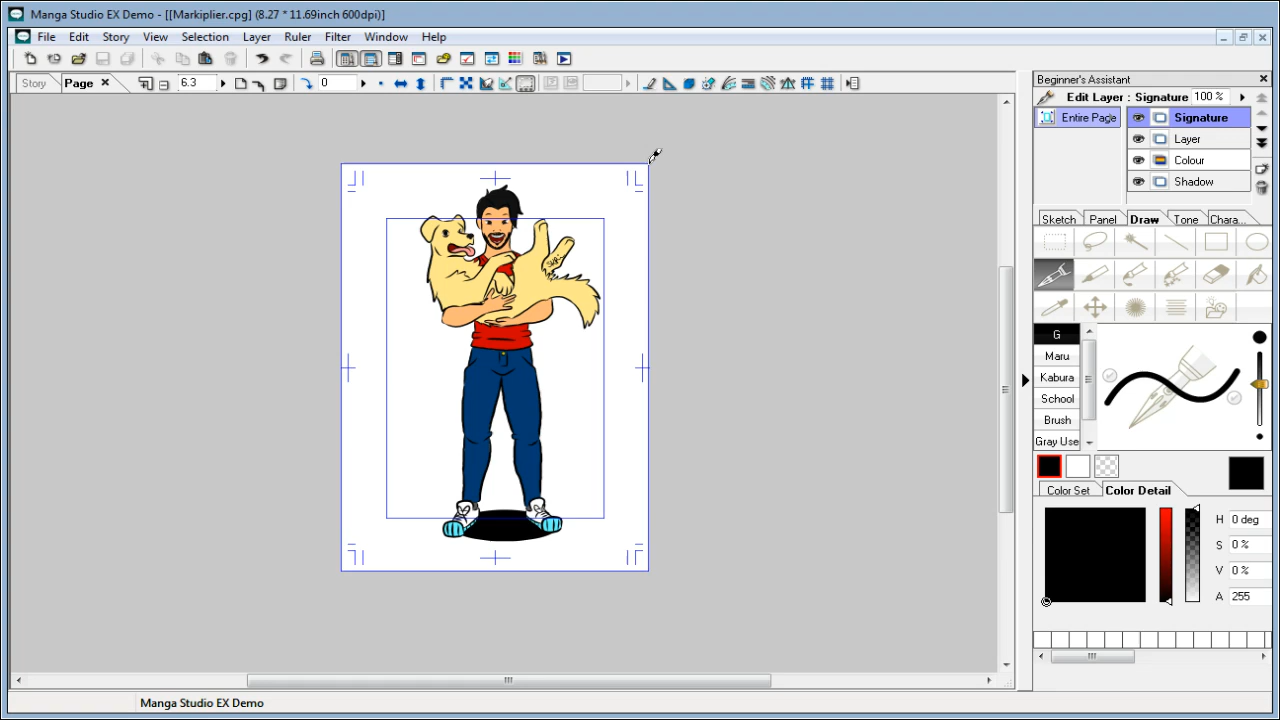 Manga Studio EX Demo - [[Markiplier.cpg] (8.27 * 11.69inch 600dpi)]
File Edit Story View Selection Layer Ruler Filter Window Help
Story Page 6.3 0
Beginner's Assistant
Edit Layer : Signature 100 %
Entire Page
Signature
Layer
Colour
Shadow
Sketch Panel Draw Tone Chara...
G
Maru
Kabura
School
Brush
Gray Use
Color Set Color Detail
H 0 deg
S 0 %
V 0 %
A 255
Manga Studio EX Demo